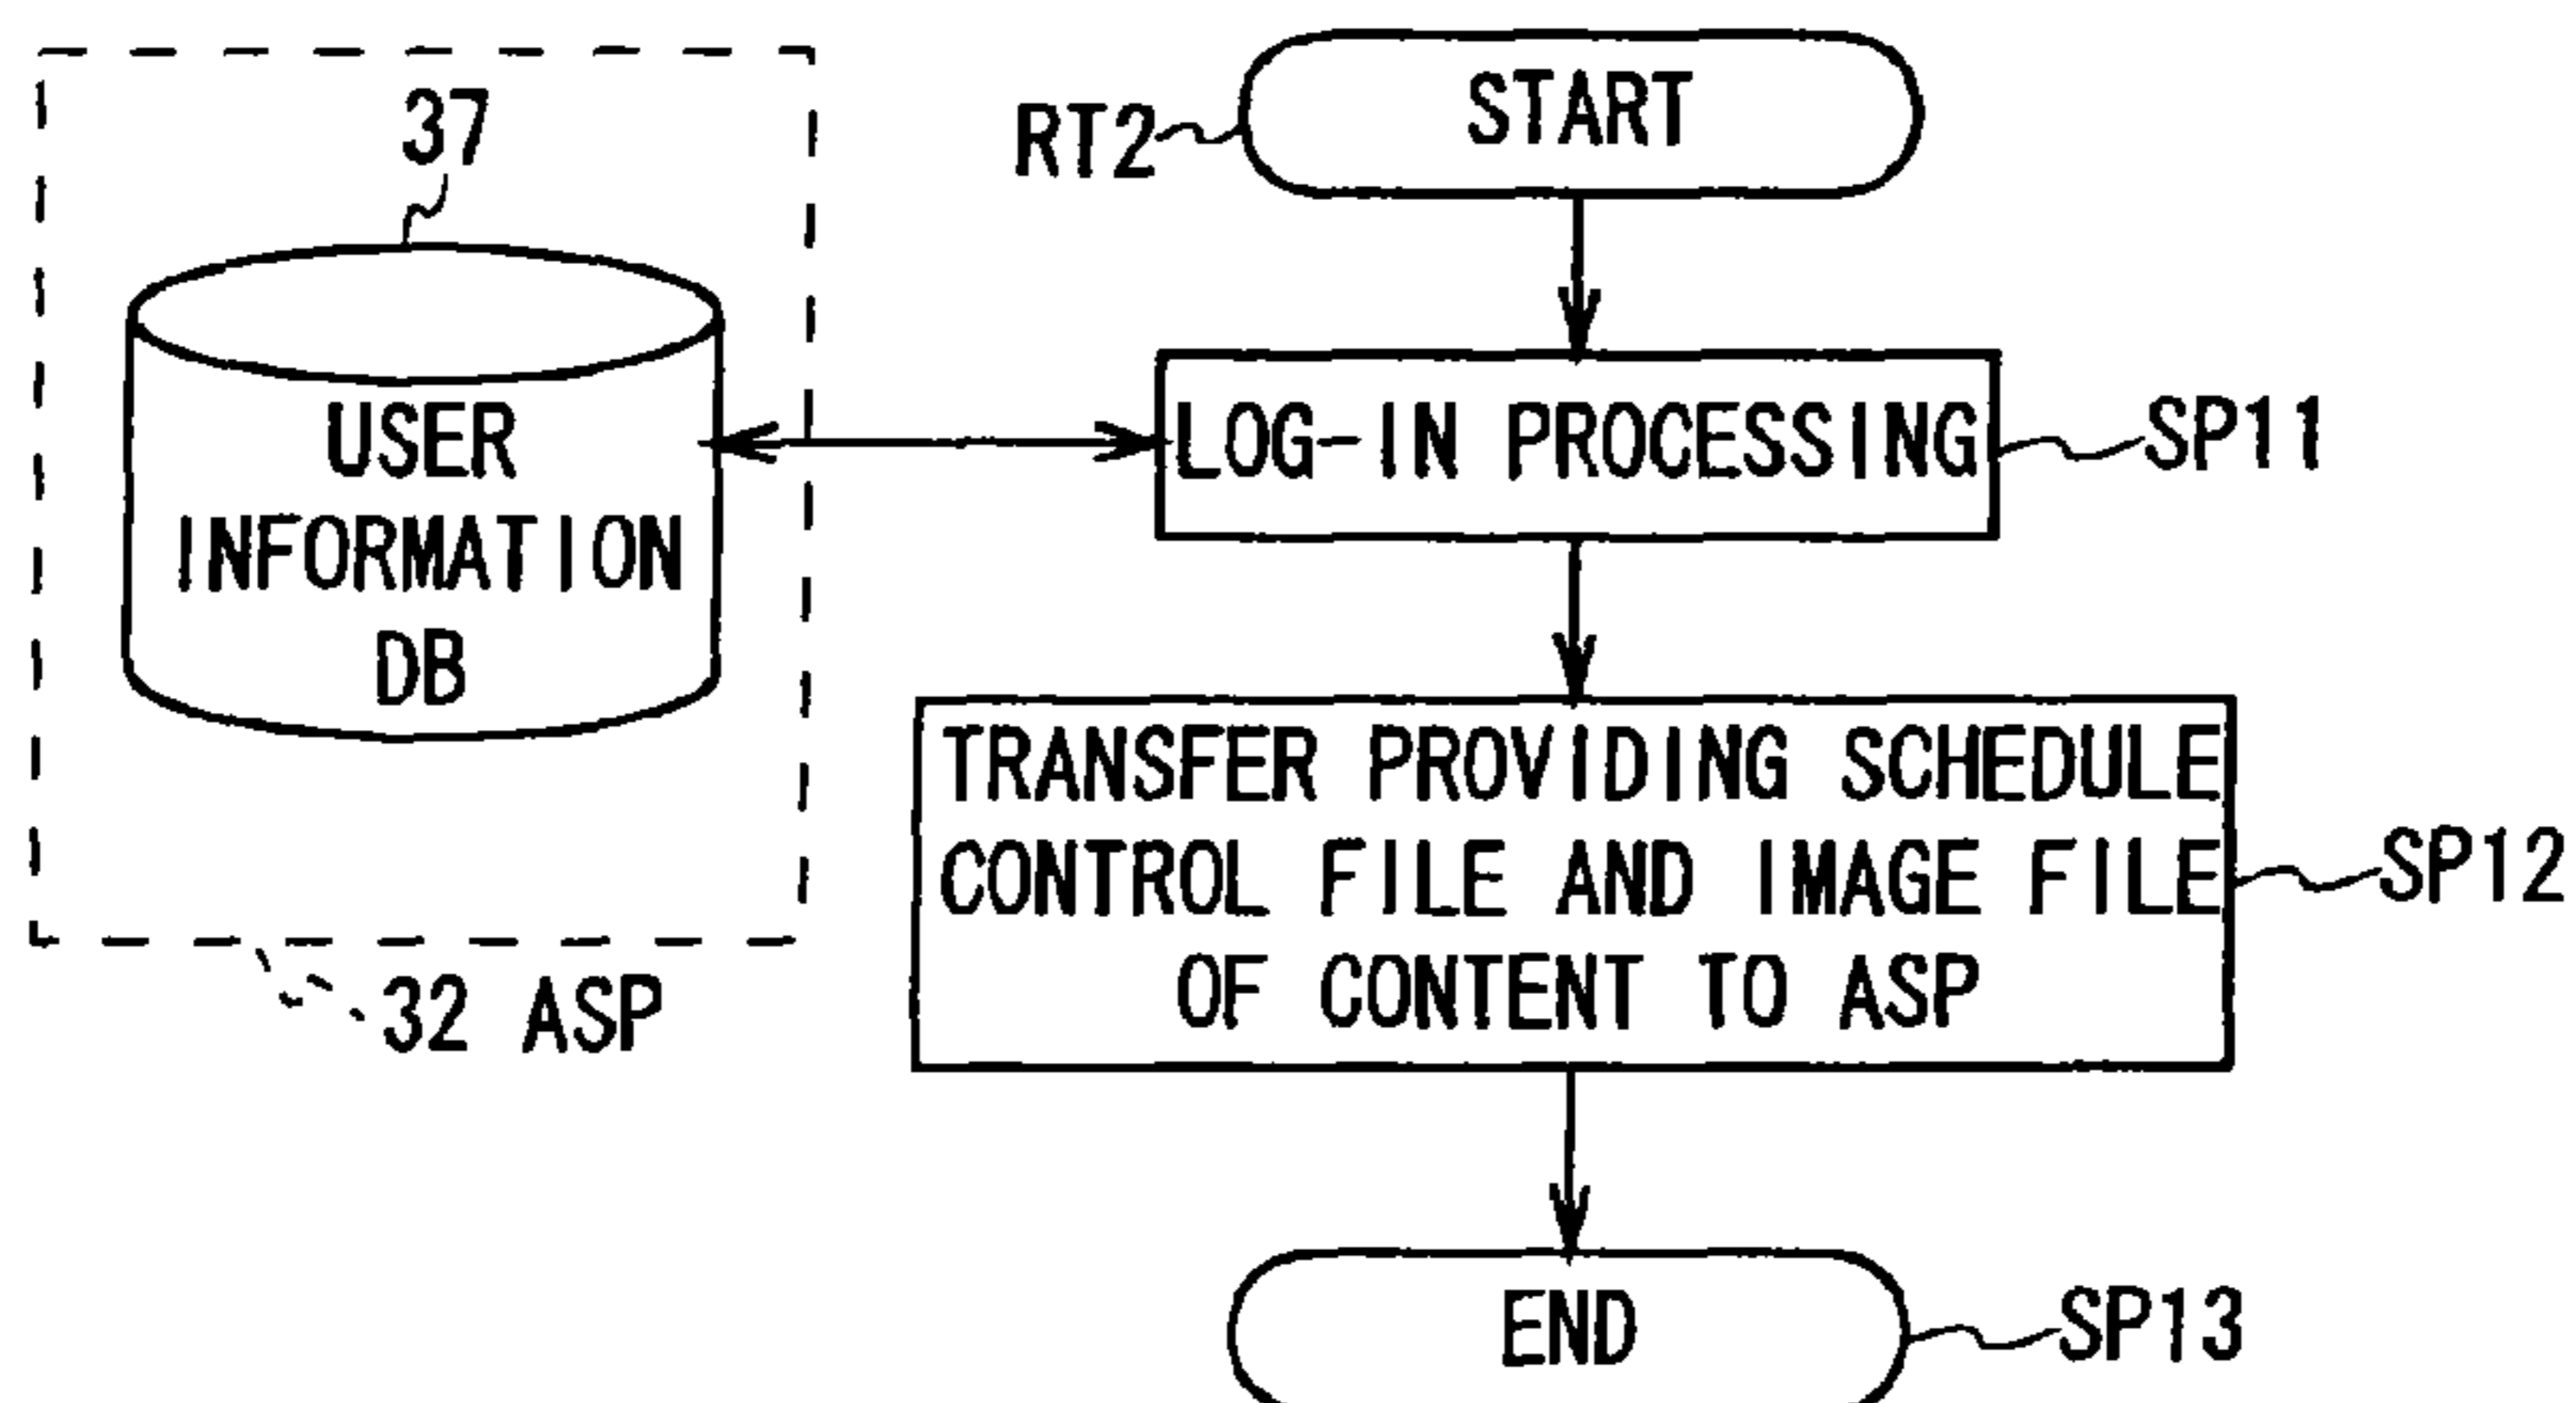 37
USER
INFORMATION
DB
32 ASP
RT2
START
LOG-IN PROCESSING
SP11
TRANSFER PROVIDING SCHEDULE
CONTROL FILE AND IMAGE FILE
OF CONTENT TO ASP
SP12
END
SP13